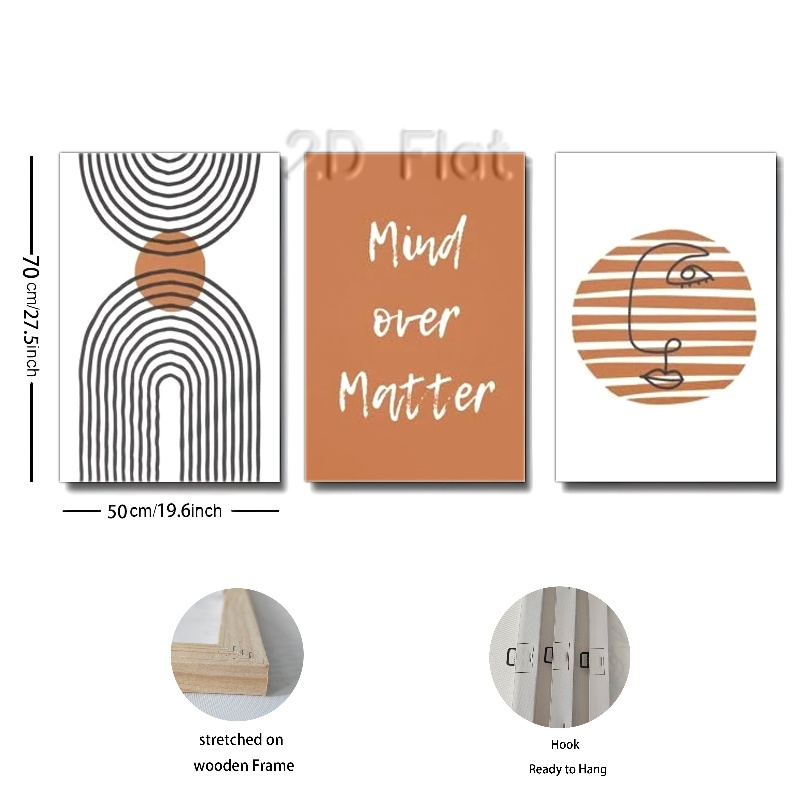 2D Flat
Mind
over
Matter
70 cm/27.5inch
50cm/19.6inch
stretched on
wooden Frame
Hook
Ready to Hang